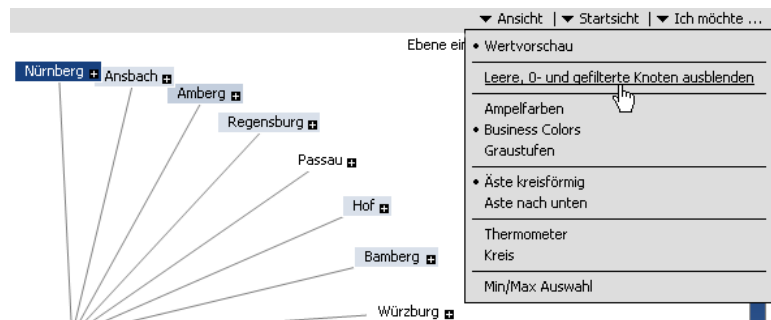 ▼ Ansicht | ▼ Startsicht | ▼ Ich möchte ...
Ebene ein
• Wertvorschau
Leere, 0- und gefilterte Knoten ausblenden
Ampelfarben
• Business Colors
Graustufen
• Äste kreisförmig
Äste nach unten
Thermometer
Kreis
Min/Max Auswahl
Nürnberg
Ansbach
Amberg
Regensburg
Passau
Hof
Bamberg
Würzburg